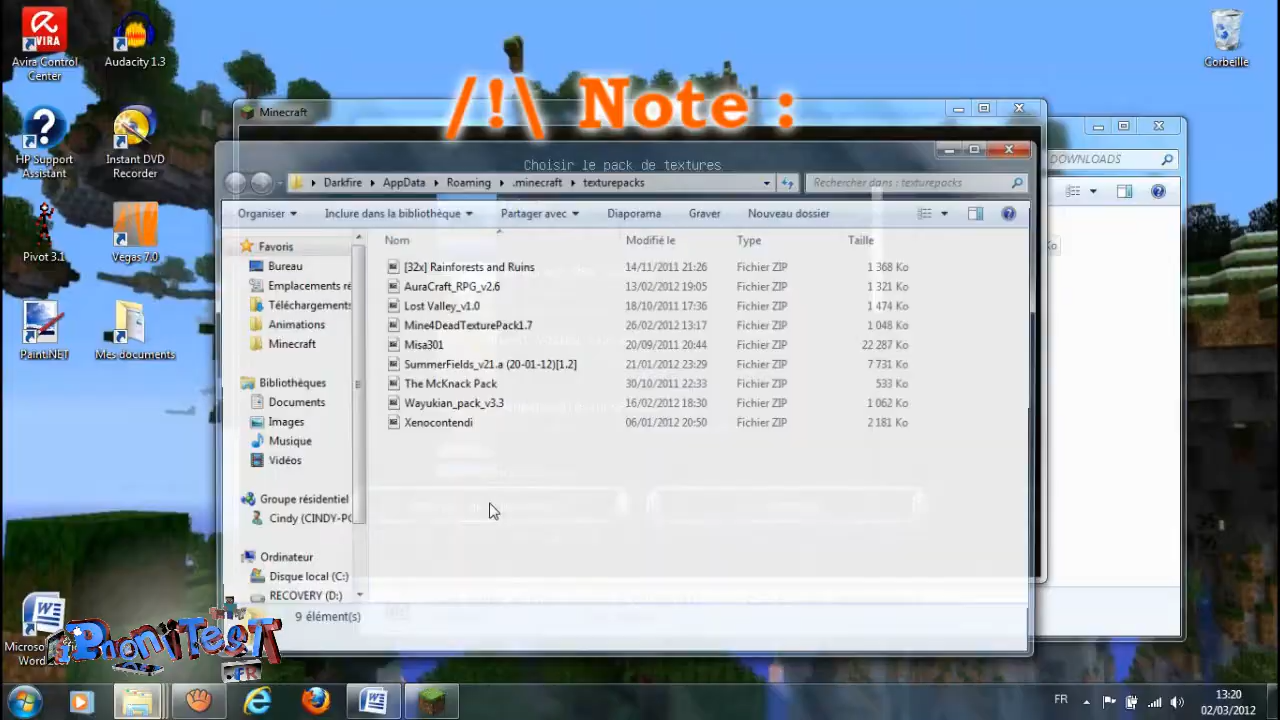 Avira Control
Center
Audacity 1.3
Corbeille
/!\ Note :
Minecraft
HP Support
Assistant
Instant DVD
Recorder
Choisir le pack de textures
DOWNLOADS
Darkfire
AppData
Roaming
.minecraft
texturepacks
Rechercher dans : texturepacks
Organiser
Inclure dans la bibliothèque
Partager avec
Diaporama
Graver
Nouveau dossier
Pivot 3.1
Vegas 7.0
Nom
Modifié le
Type
Taille
Favoris
Bureau
Emplacements ré
Téléchargements
Animations
Minecraft
[32x] Rainforests and Ruins 14/11/2011 21:26 Fichier ZIP 1 368 Ko
AuraCraft_RPG_v2.6 13/02/2012 19:05 Fichier ZIP 1 321 Ko
Lost Valley_v1.0 18/10/2011 17:36 Fichier ZIP 1 474 Ko
Mine4DeadTexturePack1.7 26/02/2012 13:17 Fichier ZIP 1 048 Ko
Misa301 20/09/2011 20:44 Fichier ZIP 22 287 Ko
SummerFields_v21.a (20-01-12)[1.2] 21/01/2012 23:29 Fichier ZIP 7 731 Ko
The McKnack Pack 30/10/2011 22:33 Fichier ZIP 533 Ko
Wayukian_pack_v3.3 16/02/2012 18:30 Fichier ZIP 1 062 Ko
Xenocontendi 06/01/2012 20:50 Fichier ZIP 2 181 Ko
Paint.NET
Mes documents
Bibliothèques
Documents
Images
Musique
Vidéos
Groupe résidentiel
Cindy (CINDY-PC
Ordinateur
Disque local (C:)
RECOVERY (D:)
9 élément(s)
iPhoniTesT
.FR
FR
13:20
02/03/2012